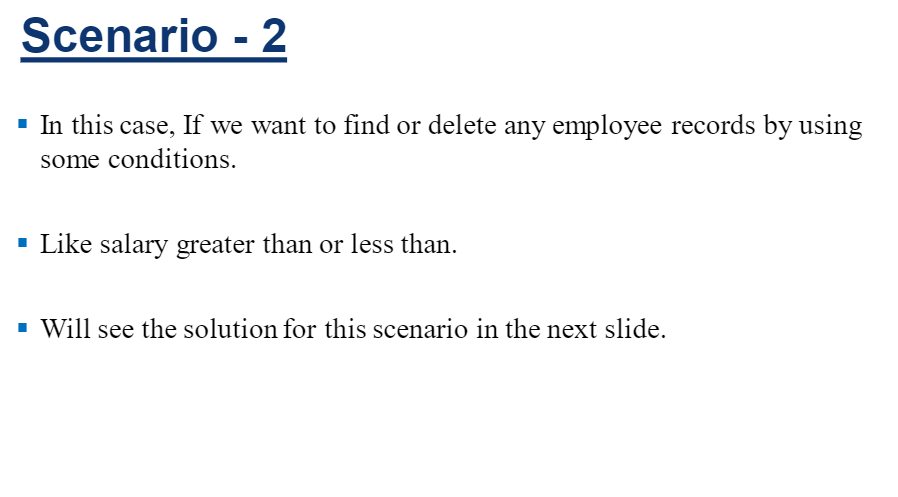 Scenario - 2
▪ In this case, If we want to find or delete any employee records by using
some conditions.
▪ Like salary greater than or less than.
▪ Will see the solution for this scenario in the next slide.